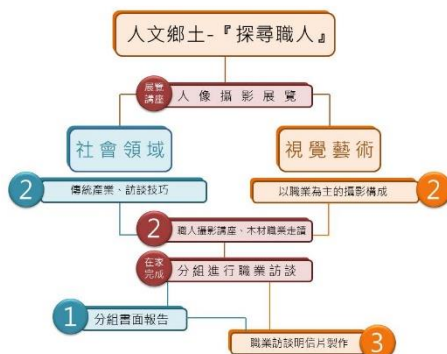 人文鄉土-『探尋職人』
展覽
講座
人像攝影展覽
社會領域
視覺藝術
2
傳統產業、訪談技巧
以職業為主的攝影構成
2
2
職人攝影講座、木材職業走讀
在家
完成
分組進行職業訪談
1
分組書面報告
職業訪談明信片製作
3